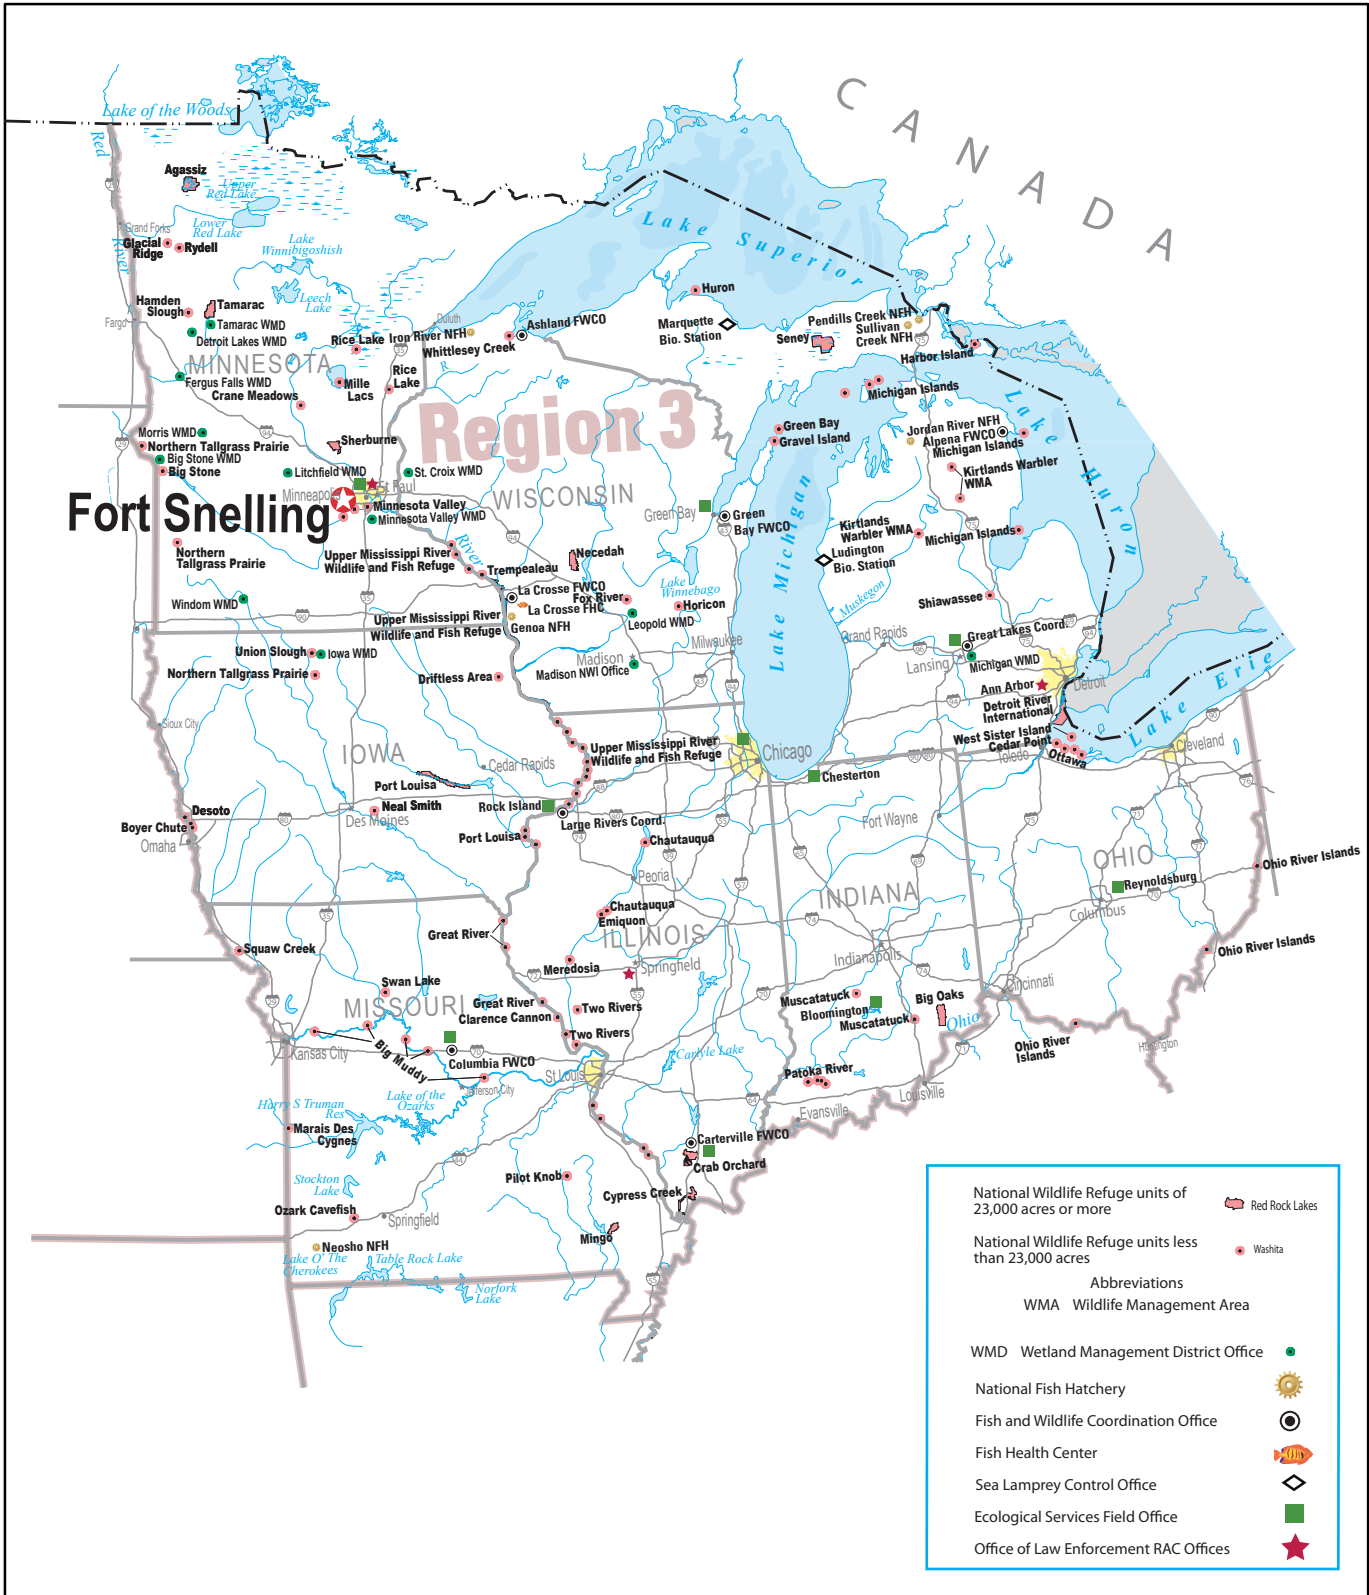 CANADA
Lake of the Woods
Red
River
Agassiz
Upper
Red Lake
Lower
Red Lake
Grand Forks
Glacial
Ridge
Rydell
Lake
Winnibigoshish
Leech
Lake
Hamden
Slough
Tamarac
Fargo
Tamarac WMD
Detroit Lakes WMD
MINNESOTA
Duluth
Rice Lake
Iron River NFH
Ashland FWCO
Whittlesey Creek
Lake Superior
Huron
Marquette
Bio. Station
Seney
Pendills Creek NFH
Sullivan
Creek NFH
Harbor Island
Fergus Falls WMD
Crane Meadows
Mille
Lacs
Rice
Lake
R
Region 3
Michigan Islands
Lake Huron
Morris WMD
Northern Tallgrass Prairie
Big Stone WMD
Big Stone
Sherburne
Litchfield WMD
St. Croix WMD
Green Bay
Gravel Island
Jordan River NFH
Alpena FWCO
Michigan Islands
Kirtlands Warbler
WMA
Minneapolis
St Paul
WISCONSIN
Fort Snelling
Minnesota Valley
Minnesota Valley WMD
Green Bay
Green
Bay FWCO
Lake Michigan
Kirtlands
Warbler WMA
Michigan Islands
Ludington
Bio. Station
Northern
Tallgrass Prairie
Upper Mississippi River
Wildlife and Fish Refuge
River
Trempealeau
Necedah
Lake
Winnebago
Muskegon
Windom WMD
La Crosse FWCO
La Crosse FHC
Fox River
Horicon
Shiawassee
Upper Mississippi River
Wildlife and Fish Refuge
Genoa NFH
Leopold WMD
Milwaukee
Grand Rapids
Great Lakes Coord.
Lansing
Michigan WMD
Union Slough
Iowa WMD
Madison
Madison NWI Office
Northern Tallgrass Prairie
Driftless Area
Ann Arbor
Detroit
Detroit River
International
Lake Erie
West Sister Island
Cedar Point
Ottawa
Toledo
Cleveland
Sioux City
IOWA
Upper Mississippi River
Wildlife and Fish Refuge
Chicago
Cedar Rapids
Port Louisa
Chesterton
Desoto
Neal Smith
Des Moines
Rock Island
Large Rivers Coord.
Boyer Chute
Omaha
Port Louisa
Chautauqua
Fort Wayne
OHIO
Ohio River Islands
Peoria
INDIANA
Reynoldsburg
Columbus
Chautauqua
Emiquon
Great River
ILLINOIS
Squaw Creek
Meredosia
Springfield
Indianapolis
Ohio River Islands
Swan Lake
MISSOURI
Great River
Clarence Cannon
Two Rivers
Two Rivers
Muscatatuck
Bloomington
Muscatatuck
Big Oaks
Ohio
Cincinnati
Kansas City
Big Muddy
Columbia FWCO
Carlyle Lake
Ohio River
Islands
Huntington
St Louis
Jefferson City
Patoka River
Louisville
Harry S Truman
Res
Lake of the
Ozarks
Evansville
Marais Des
Cygnes
Carterville FWCO
Crab Orchard
Stockton
Lake
Pilot Knob
Cypress Creek
Ozark Cavefish
Springfield
Mingo
Neosho NFH
Lake O' The
Cherokees
Table Rock Lake
Norfork
Lake
National Wildlife Refuge units of
23,000 acres or more
Red Rock Lakes
National Wildlife Refuge units less
than 23,000 acres
Washita
Abbreviations
WMA Wildlife Management Area
WMD Wetland Management District Office
National Fish Hatchery
Fish and Wildlife Coordination Office
Fish Health Center
Sea Lamprey Control Office
Ecological Services Field Office
Office of Law Enforcement RAC Offices